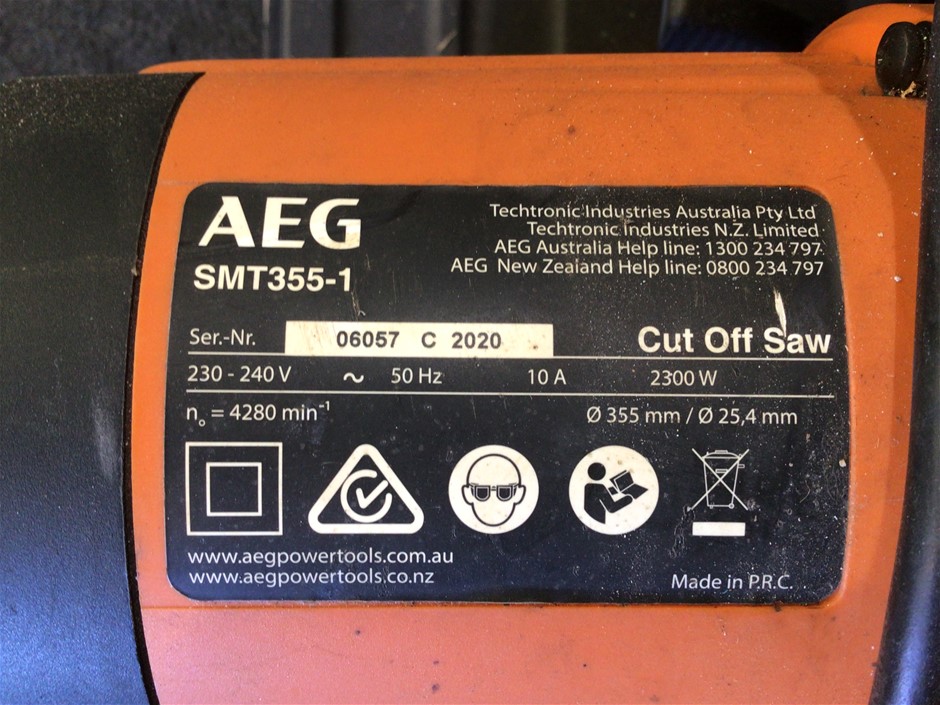 AEG
SMT355-1
Techtronic Industries Australia Pty Ltd
Techtronic Industries N.Z. Limited
AEG Australia Help line: 1300 234 797
AEG New Zealand Help line: 0800 234 797
Ser.-Nr. 06057 C 2020 Cut Off Saw
230 - 240 V ~ 50 Hz 10 A 2300 W
n₀ = 4280 min⁻¹ Ø 355 mm / Ø 25,4 mm
www.aegpowertools.com.au
www.aegpowertools.co.nz
Made in P.R.C.